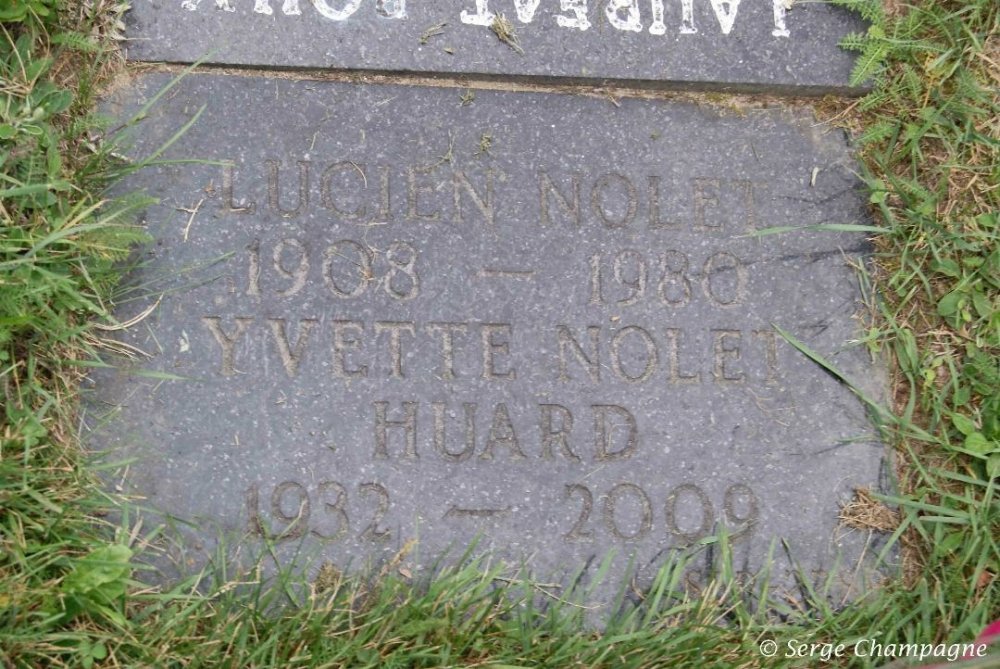 LUCIEN NOLET
1908 — 1980
YVETTE NOLET
HUARD
1932 — 2009
© Serge Champagne